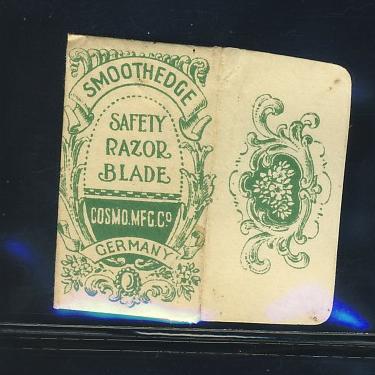 SMOOTHEDGE
SAFETY
RAZOR
BLADE
COSMO.MFG.Co
GERMANY